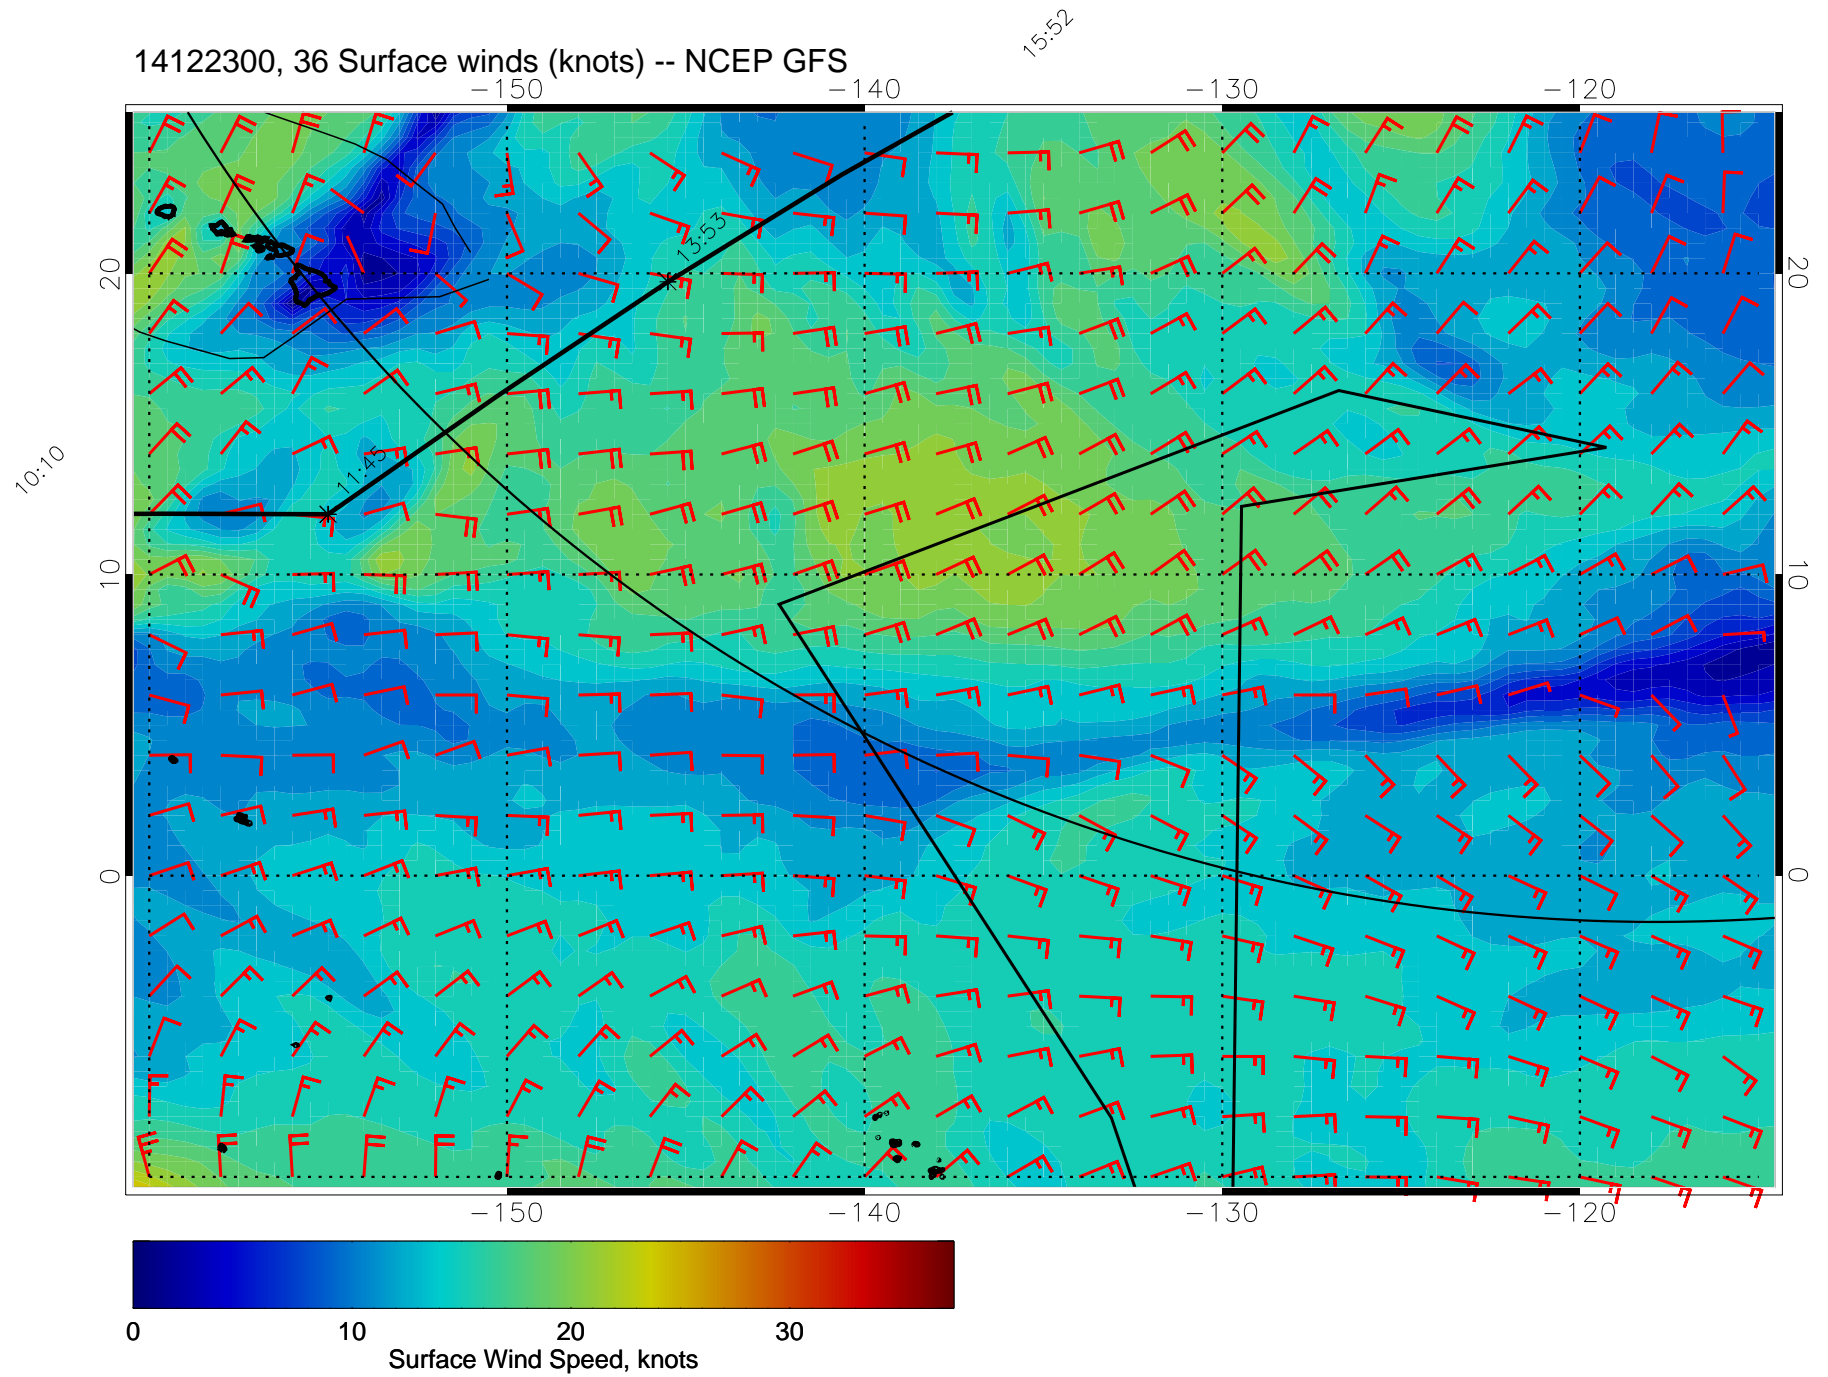 15:52
14122300, 36 Surface winds (knots) -- NCEP GFS
-150 -140 -130 -120
13:53
20 20
11:45
10:10
10 10
0 0
-150 -140 -130 -120
0 10 20 30
Surface Wind Speed, knots